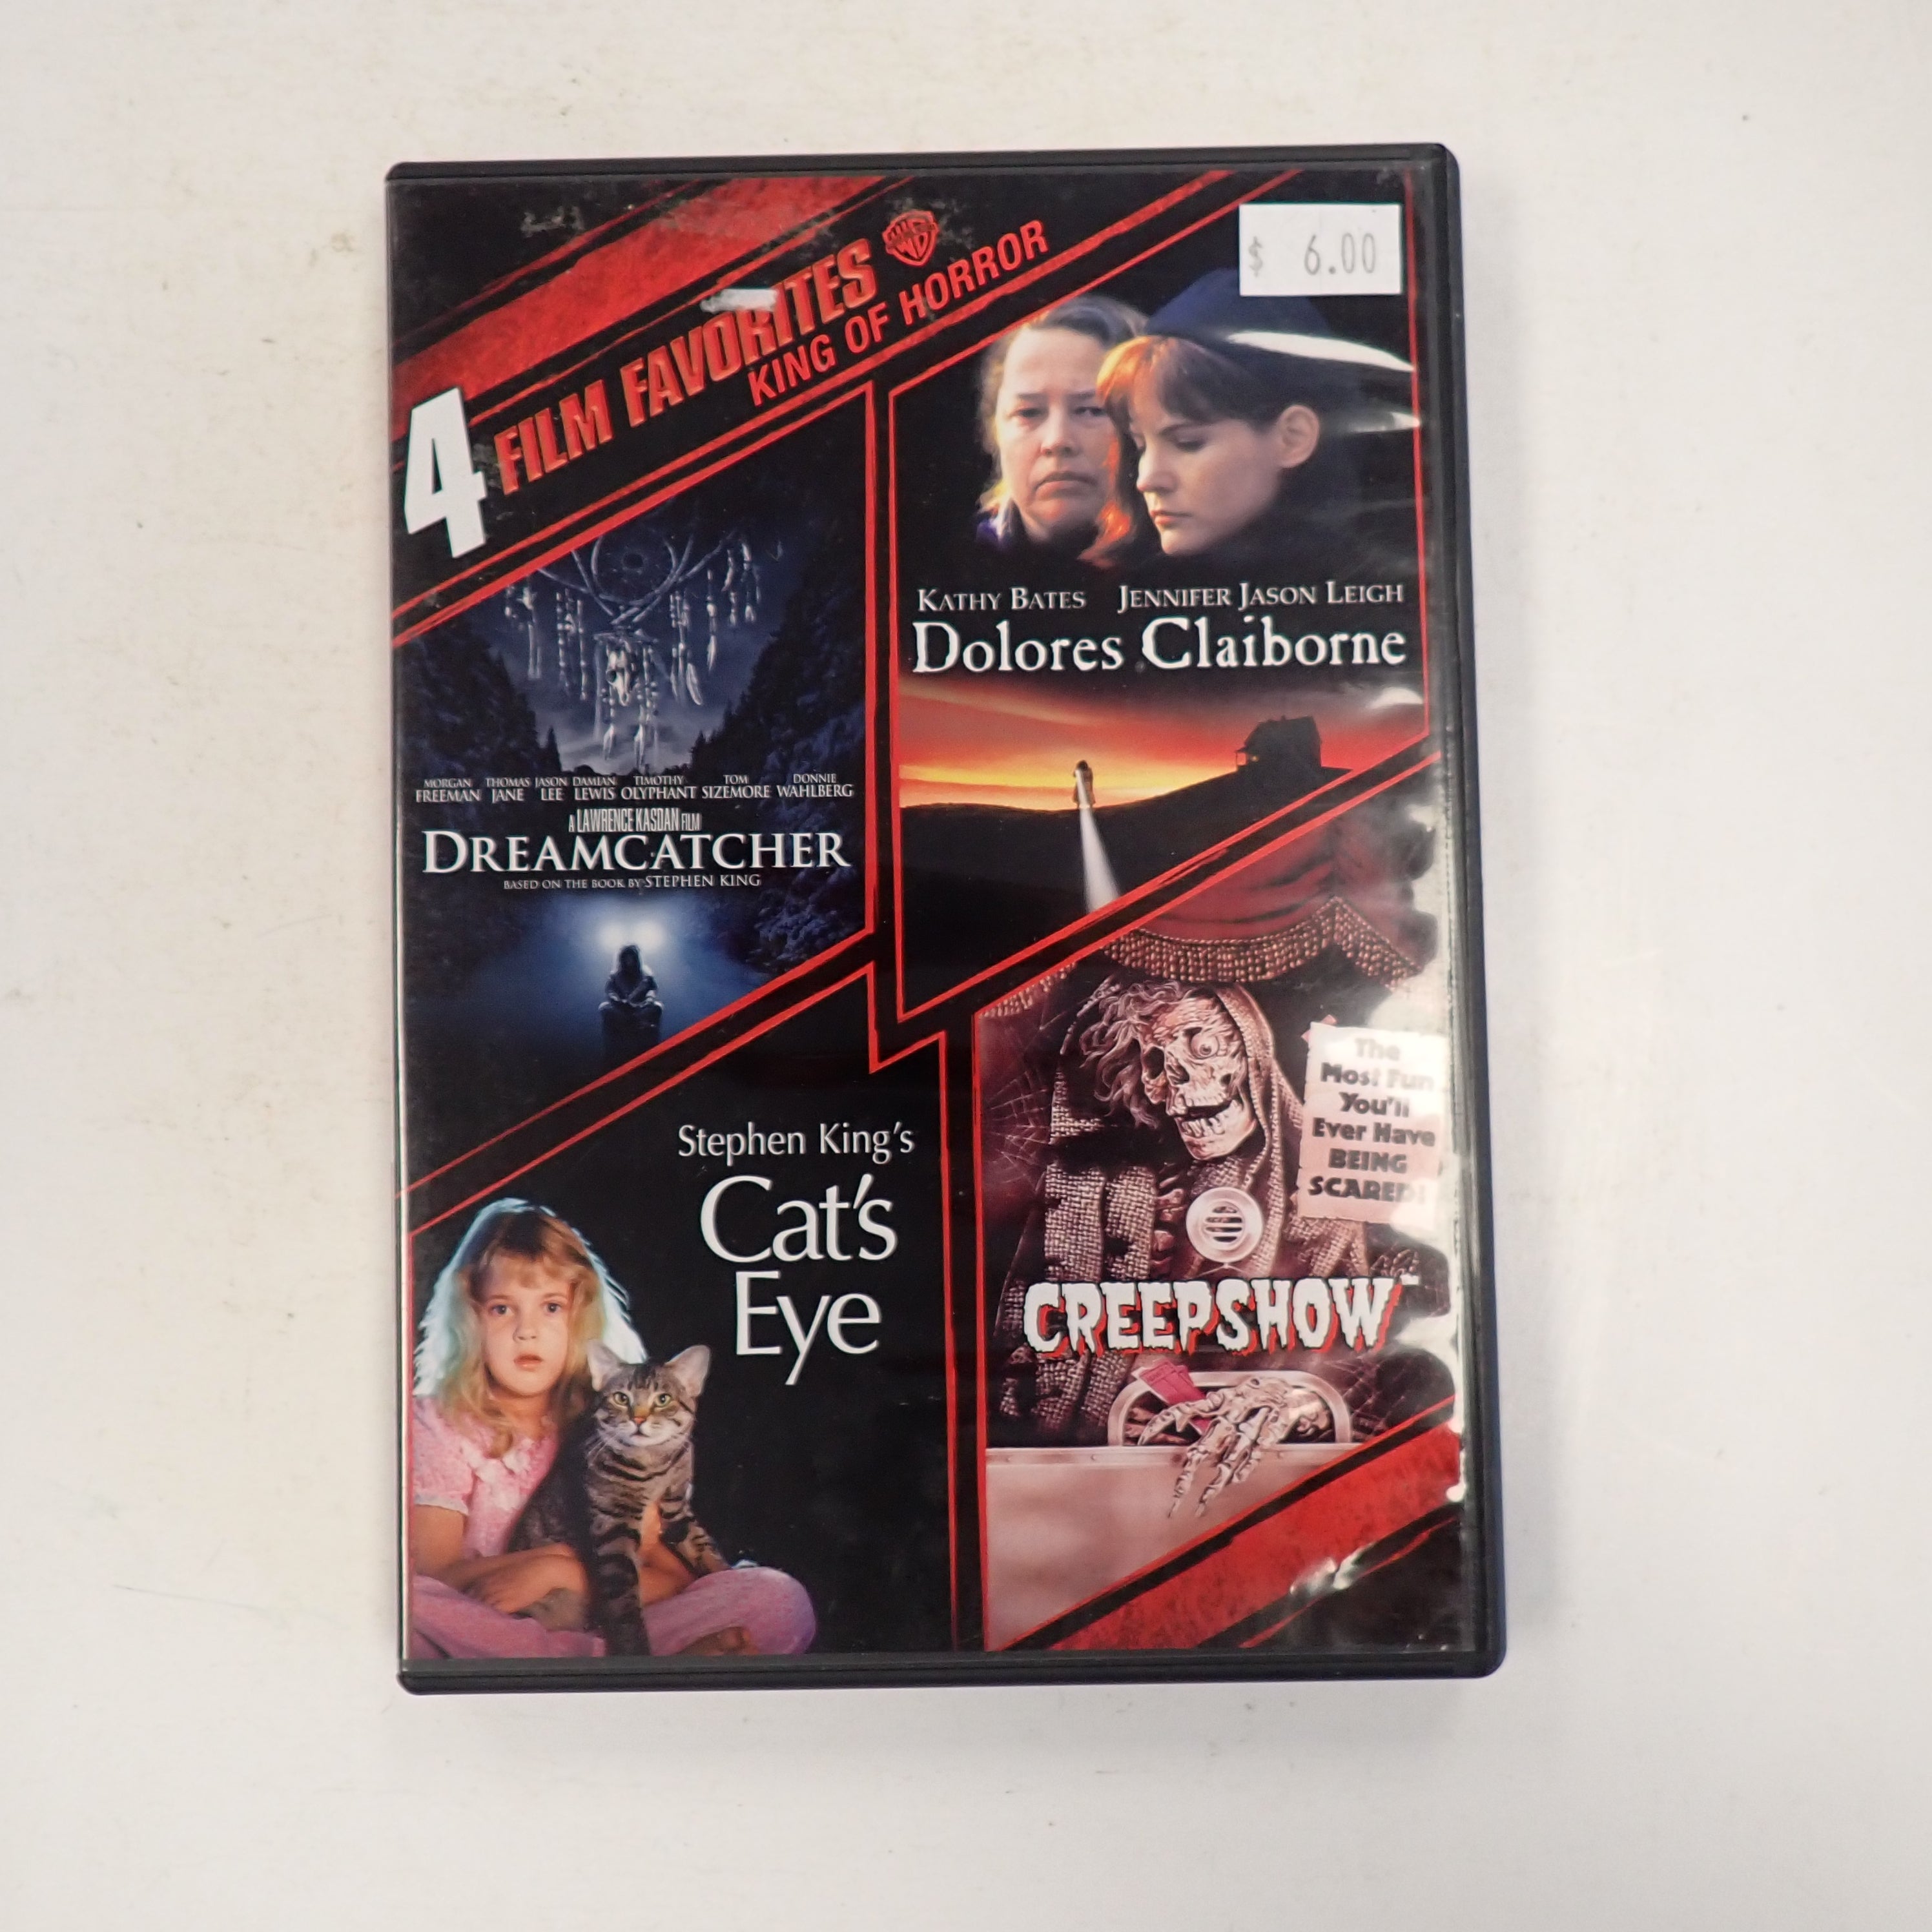 $ 6.00
WB
4 FILM FAVORITES
KING OF HORROR
KATHY BATES JENNIFER JASON LEIGH
Dolores Claiborne
MORGAN FREEMAN THOMAS JANE JASON LEE DAMIAN LEWIS TIMOTHY OLYPHANT TOM SIZEMORE DONNIE WAHLBERG
A LAWRENCE KASDAN FILM
DREAMCATCHER
BASED ON THE BOOK BY STEPHEN KING
Stephen King's
Cat's
Eye
The
Most Fun
You'll
Ever Have
BEING
SCARED!
CREEPSHOW™